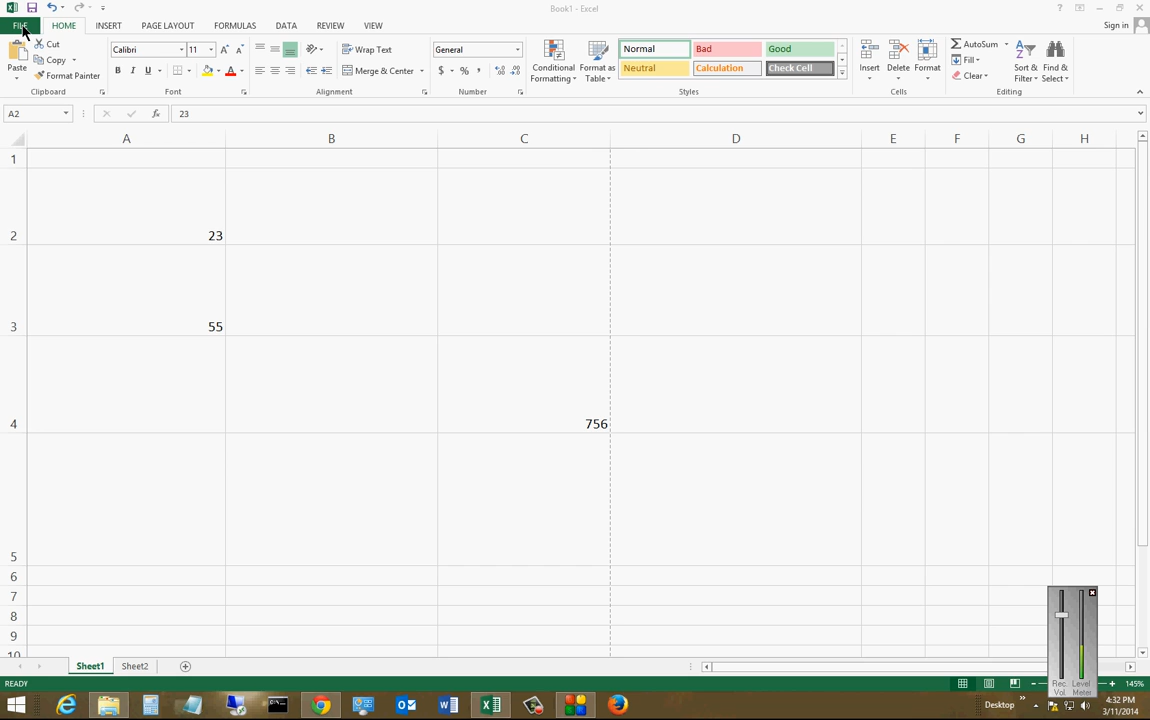 Book1 - Excel
FILE HOME INSERT PAGE LAYOUT FORMULAS DATA REVIEW VIEW Sign in
Paste Cut Copy Format Painter Clipboard
Calibri 11 B I U Font
Wrap Text Merge & Center Alignment
General $ % , Number
Conditional Formatting Format as Table Normal Bad Good Neutral Calculation Check Cell Styles
Insert Delete Format Cells
AutoSum Fill Clear Sort & Filter Find & Select Editing
A2 fx 23
A B C D E F G H
1
2 23
3 55
4 756
5
6
7
8
9
10
Sheet1 Sheet2
READY 145%
Rec Vol Level Meter
Desktop 4:32 PM
3/11/2014